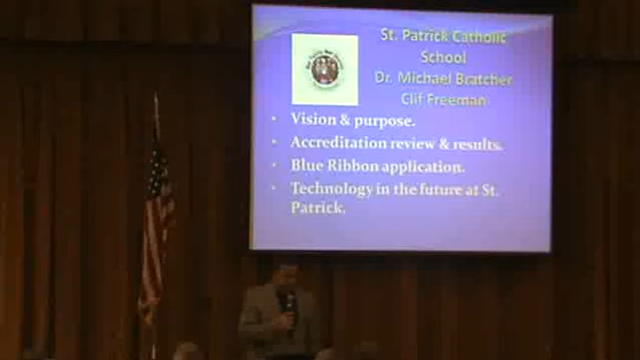 St. Patrick Catholic
School
Dr. Michael Bratcher
Clif Freeman
• Vision & purpose.
• Accreditation review & results.
• Blue Ribbon application.
• Technology in the future at St.
Patrick.